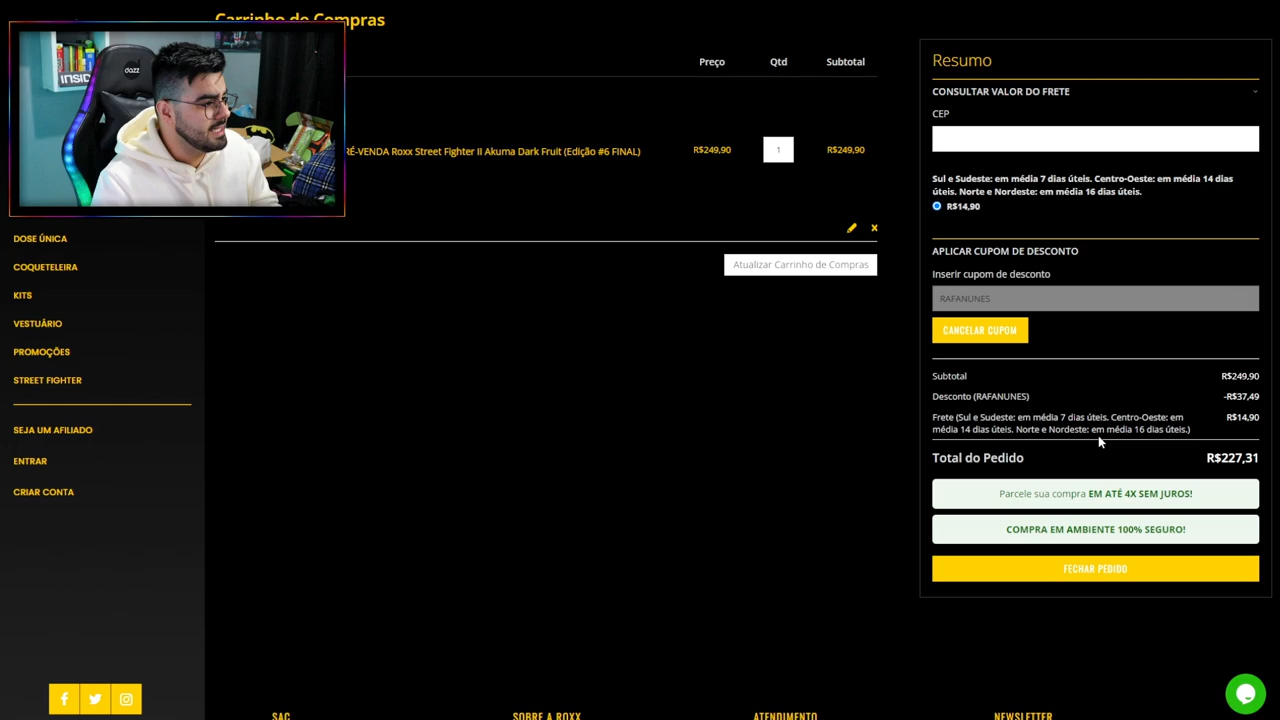 Carrinho de Compras
dazz
INSID
Preço
Qtd
Subtotal
RÉ-VENDA Roxx Street Fighter II Akuma Dark Fruit (Edição #6 FINAL)
R$249,90
1
R$249,90
Atualizar Carrinho de Compras
DOSE ÚNICA
COQUETELEIRA
KITS
VESTUÁRIO
PROMOÇÕES
STREET FIGHTER
SEJA UM AFILIADO
ENTRAR
CRIAR CONTA
Resumo
CONSULTAR VALOR DO FRETE
CEP
Sul e Sudeste: em média 7 dias úteis. Centro-Oeste: em média 14 dias
úteis. Norte e Nordeste: em média 16 dias úteis.
R$14,90
APLICAR CUPOM DE DESCONTO
Inserir cupom de desconto
RAFANUNES
CANCELAR CUPOM
Subtotal R$249,90
Desconto (RAFANUNES) -R$37,49
Frete (Sul e Sudeste: em média 7 dias úteis. Centro-Oeste: em R$14,90
média 14 dias úteis. Norte e Nordeste: em média 16 dias úteis.)
Total do Pedido R$227,31
Parcele sua compra EM ATÉ 4X SEM JUROS!
COMPRA EM AMBIENTE 100% SEGURO!
FECHAR PEDIDO
SAC
SOBRE A ROXX
ATENDIMENTO
NEWSLETTER